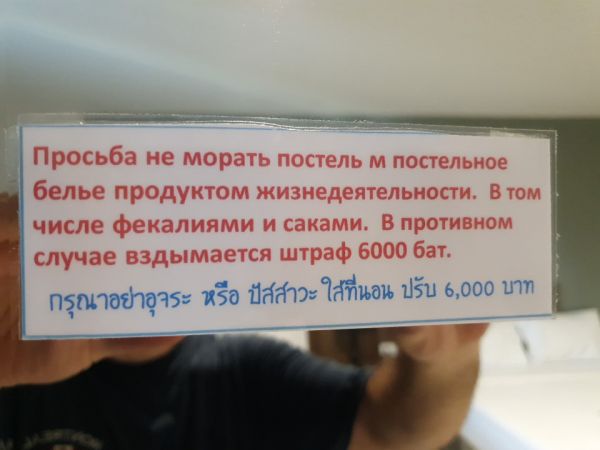 Просьба не морать постель м постельное
белье продуктом жизнедеятельности. В том
числе фекалиями и саками. В противном
случае вздымается штраф 6000 бат.
กรุณาอย่าอุจระ หรือ ปัสสาวะ ใส่ที่นอน ปรับ 6,000 บาท